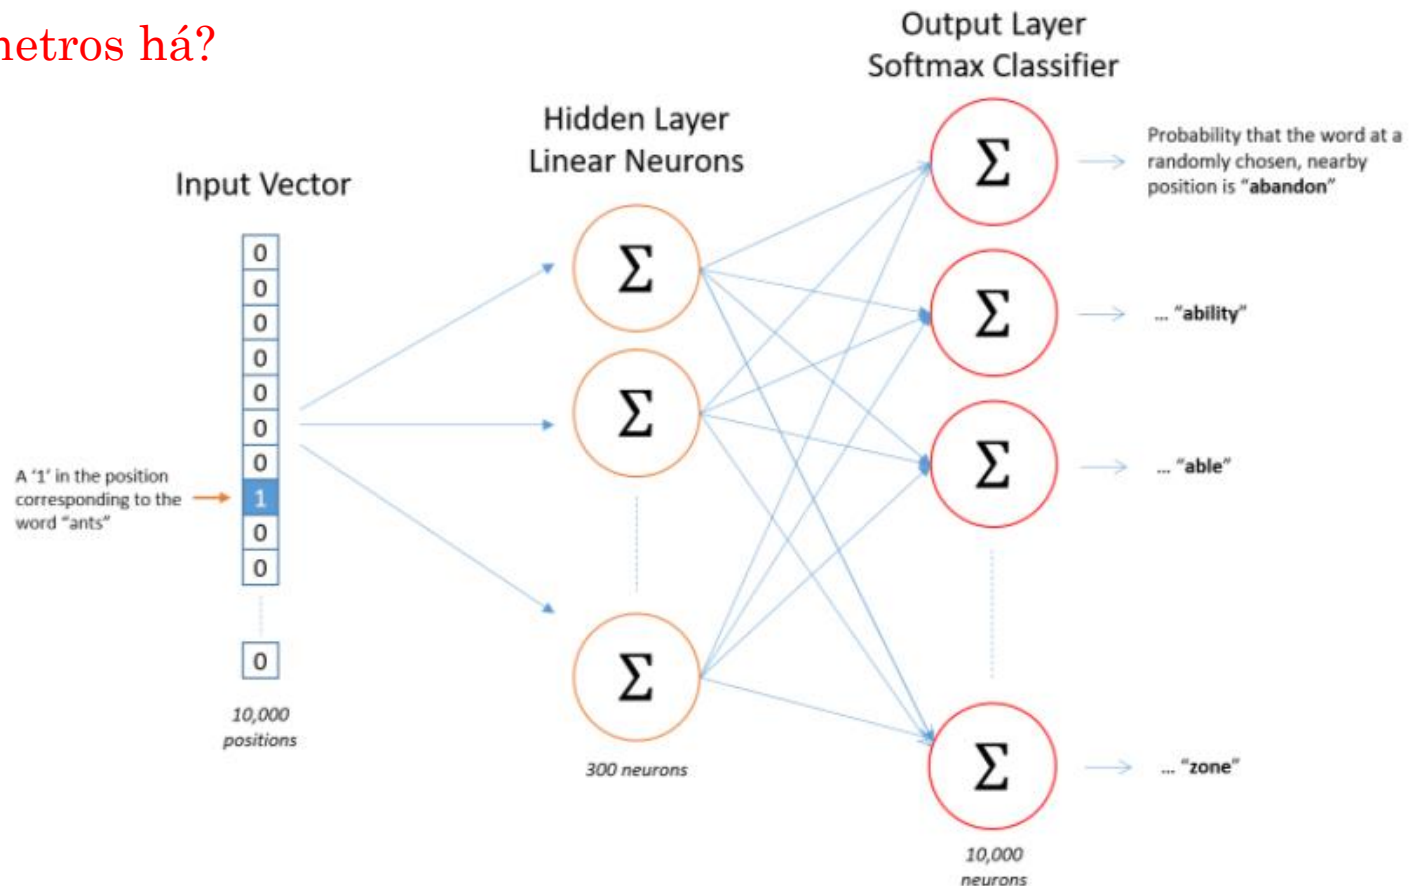 netros há?
Input Vector
0
0
0
0
0
0
0
1
0
0
0
A ‘1’ in the position
corresponding to the
word “ants”
10,000
positions
Hidden Layer
Linear Neurons
Σ
Σ
Σ
300 neurons
Output Layer
Softmax Classifier
Σ
Σ
Σ
Σ
10,000
neurons
Probability that the word at a
randomly chosen, nearby
position is “abandon”
... “ability”
... “able”
... “zone”